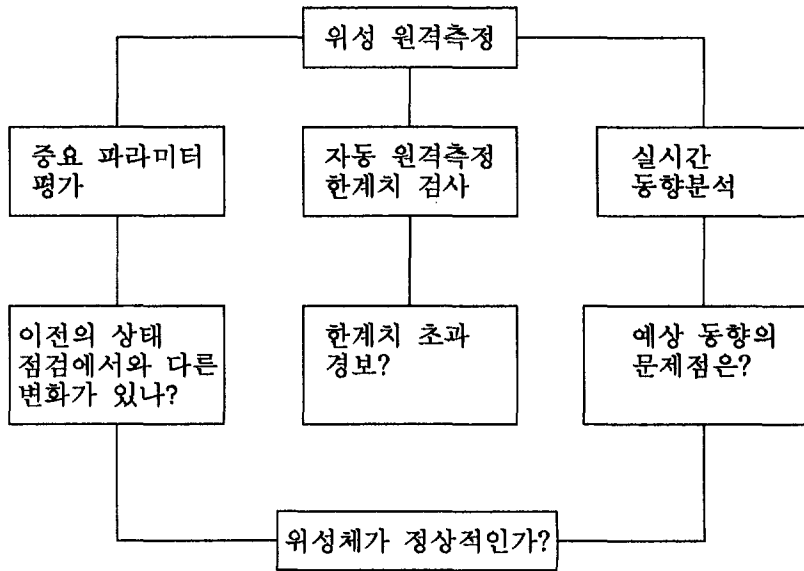 위성 원격측정
중요 파라미터
평가
자동 원격측정
한계치 검사
실시간
동향분석
이전의 상태
점검에서와 다른
변화가 있나?
한계치 초과
경보?
예상 동향의
문제점은?
위성체가 정상적인가?